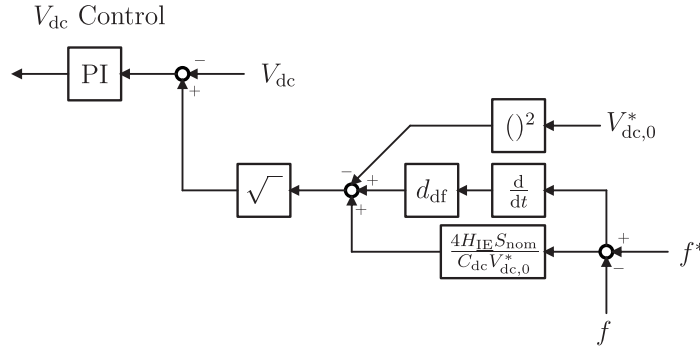 V_dc Control
PI
−
V_dc
+
()²
V*_dc,0
−
+
√
d_df
d/dt
+
4H_IE S_nom / C_dc V*_dc,0
+
f*
−
f